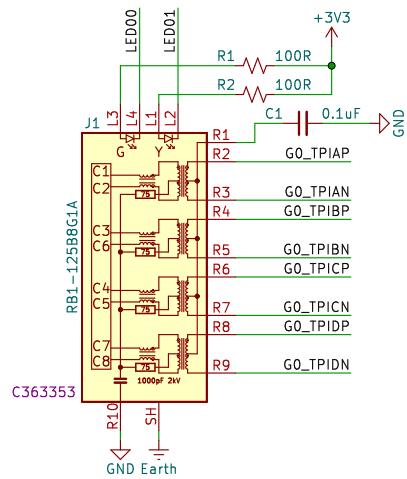 LED00
LED01
+3V3
R1
100R
R2
100R
L3
L4
L1
L2
C1
0.1uF
GND
J1
G
Y
R1
R2
G0_TPIAP
C1
C2
75
R3
G0_TPIAN
R4
G0_TPIBP
C3
C6
75
R5
G0_TPIBN
R6
G0_TPICP
C4
C5
75
R7
G0_TPICN
R8
G0_TPIDP
C7
C8
75
R9
G0_TPIDN
1000pF 2kV
RB1-125B8G1A
C363353
R10
SH
GND
Earth